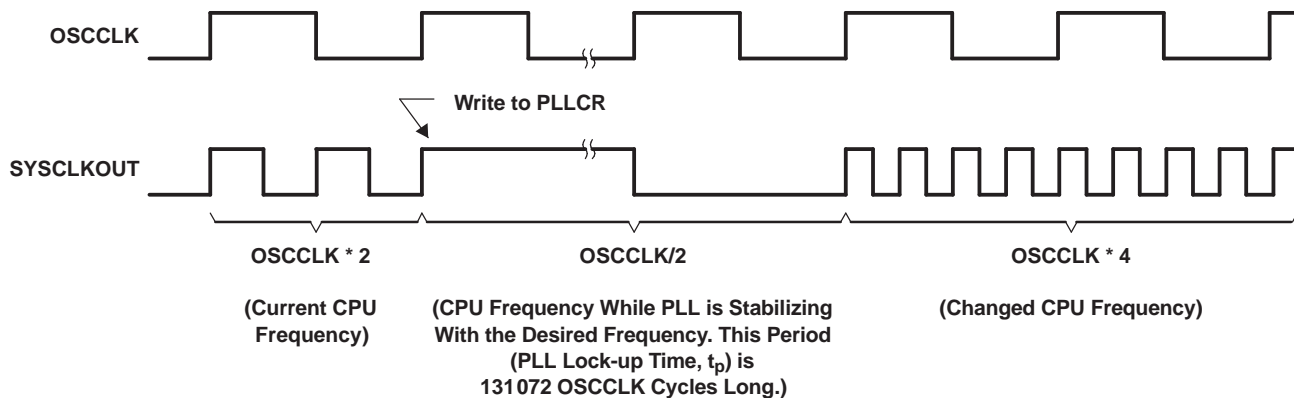 OSCCLK
Write to PLLCR
SYSCLKOUT
OSCCLK * 2
(Current CPU
Frequency)
OSCCLK/2
(CPU Frequency While PLL is Stabilizing
With the Desired Frequency. This Period
(PLL Lock-up Time, tp) is
131072 OSCCLK Cycles Long.)
OSCCLK * 4
(Changed CPU Frequency)